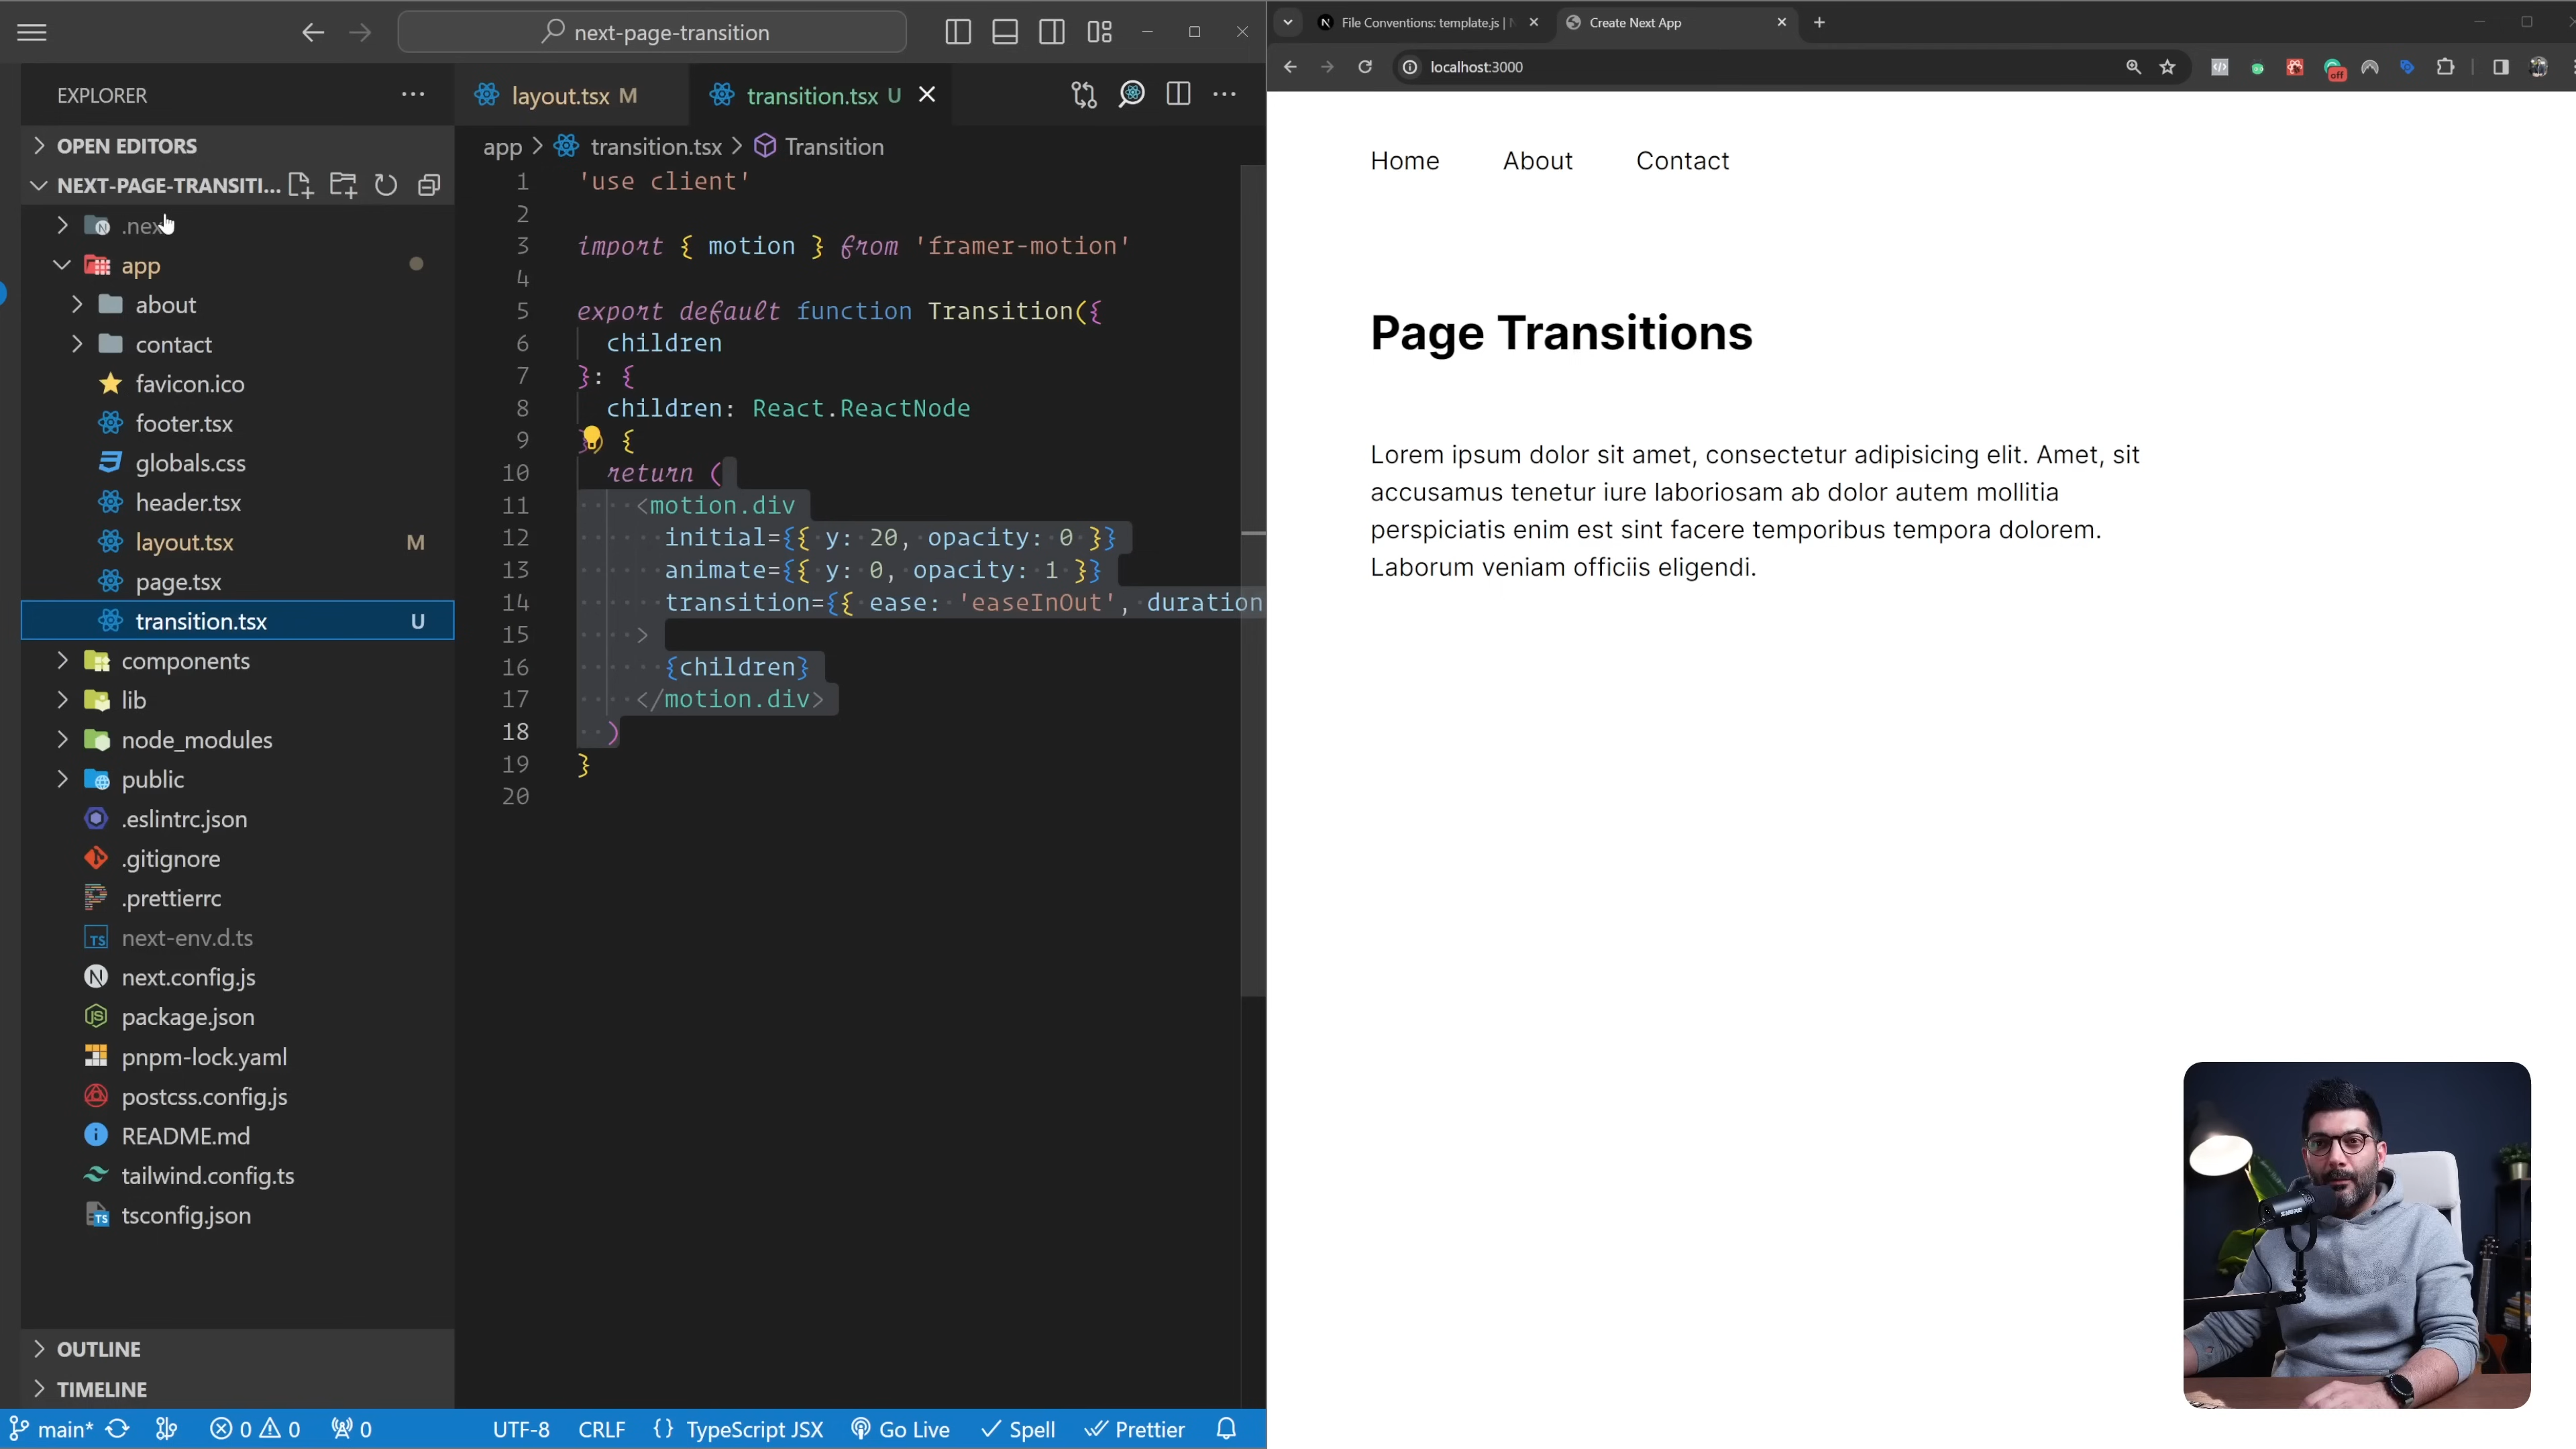 next-page-transition
EXPLORER
OPEN EDITORS
NEXT-PAGE-TRANSITI...
.nex
app
about
contact
favicon.ico
footer.tsx
globals.css
header.tsx
layout.tsx M
page.tsx
transition.tsx U
components
lib
node_modules
public
.eslintrc.json
.gitignore
.prettierrc
next-env.d.ts
next.config.js
package.json
pnpm-lock.yaml
postcss.config.js
README.md
tailwind.config.ts
tsconfig.json
OUTLINE
TIMELINE
layout.tsx M
transition.tsx U
app > transition.tsx > Transition
1 'use client'
2
3 import { motion } from 'framer-motion'
4
5 export default function Transition({
6 children
7 }: {
8 children: React.ReactNode
9 }) {
10 return (
11 <motion.div
12 initial={{ y: 20, opacity: 0 }}
13 animate={{ y: 0, opacity: 1 }}
14 transition={{ ease: 'easeInOut', duration
15 >
16 {children}
17 </motion.div>
18 )
19 }
20
main* 0 0 0 UTF-8 CRLF {} TypeScript JSX Go Live Spell Prettier
File Conventions: template.js |
Create Next App
localhost:3000
off
Home About Contact
Page Transitions
Lorem ipsum dolor sit amet, consectetur adipisicing elit. Amet, sit
accusamus tenetur iure laboriosam ab dolor autem mollitia
perspiciatis enim est sint facere temporibus tempora dolorem.
Laborum veniam officiis eligendi.